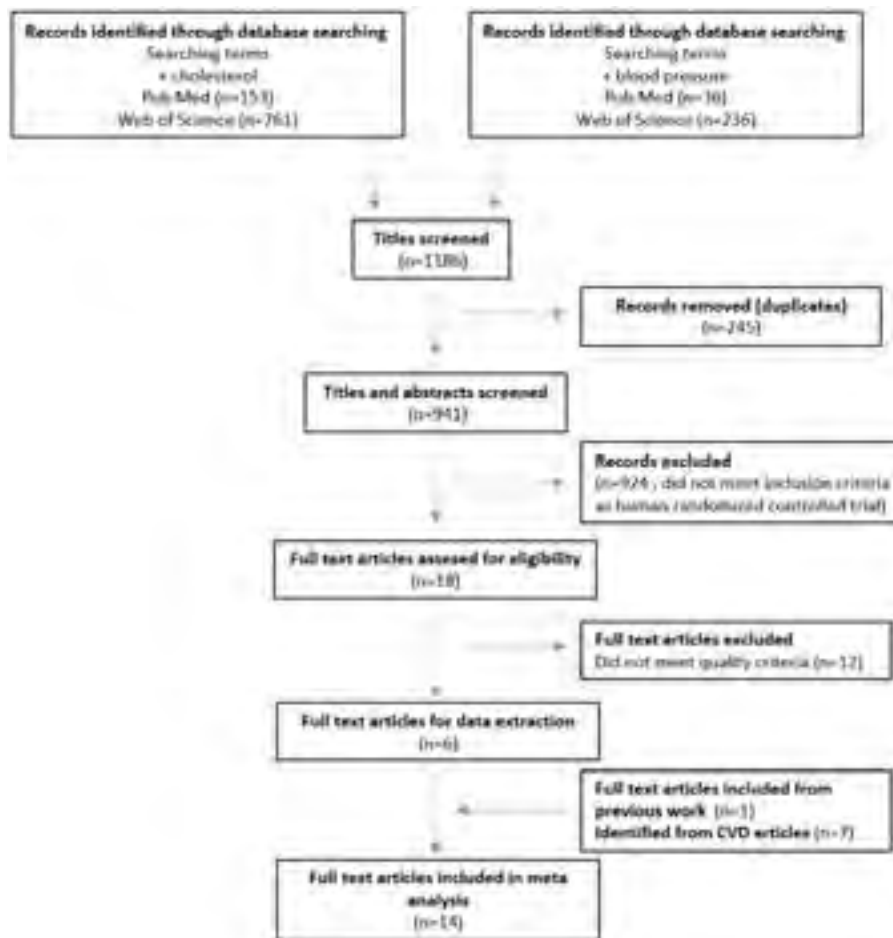 Records identified through database searching
Searching terms
+ cholesterol
Pub Med (n=153)
Web of Science (n=761)
Records identified through database searching
Searching terms
+ blood pressure
Pub Med (n=36)
Web of Science (n=236)
Titles screened
(n=1186)
Records removed (duplicates)
(n=245)
Titles and abstracts screened
(n=941)
Records excluded
(n=924 , did not meet inclusion criteria
as human randomized controlled trial)
Full text articles assesed for eligibility
(n=18)
Full text articles excluded
Did not meet quality criteria (n=12)
Full text articles for data extraction
(n=6)
Full text articles included from
previous work (n=1)
Identified from CVD articles (n=7)
Full text articles included in meta
analysis
(n=14)